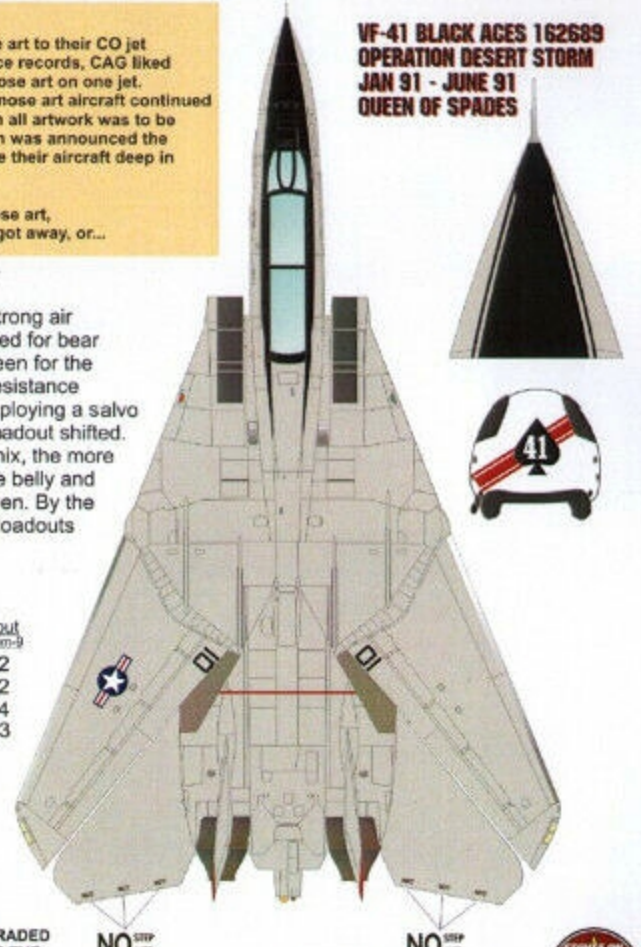 e art to their CO jet
ce records, CAG liked
ose art on one jet.
nose art aircraft continued
n all artwork was to be
n was announced the
e their aircraft deep in
se art,
got away, or...
VF-41 BLACK ACES 162689
OPERATION DESERT STORM
JAN 91 - JUNE 91
QUEEN OF SPADES
trong air
ed for bear
een for the
esistance
ploying a salvo
oadout shifted.
nix, the more
e belly and
en. By the
oadouts
41
out
m-9
2
2
4
3
01
01
NO STEP
NO STEP
RADED